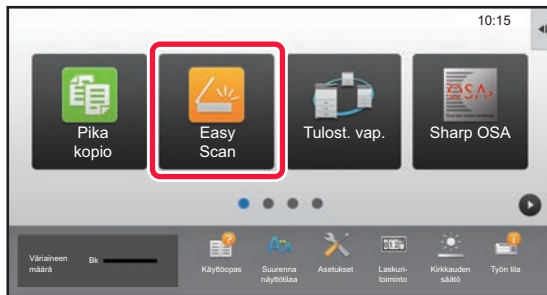 10:15
Pika
kopio
Easy
Scan
Tulost. vap.
Sharp OSA
Väriaineen
määrä
Bk
Käyttöopas
Suurenna
näyttötilaa
Asetukset
Laskuri-
toiminto
Kirkkauden
säätö
Työn tila